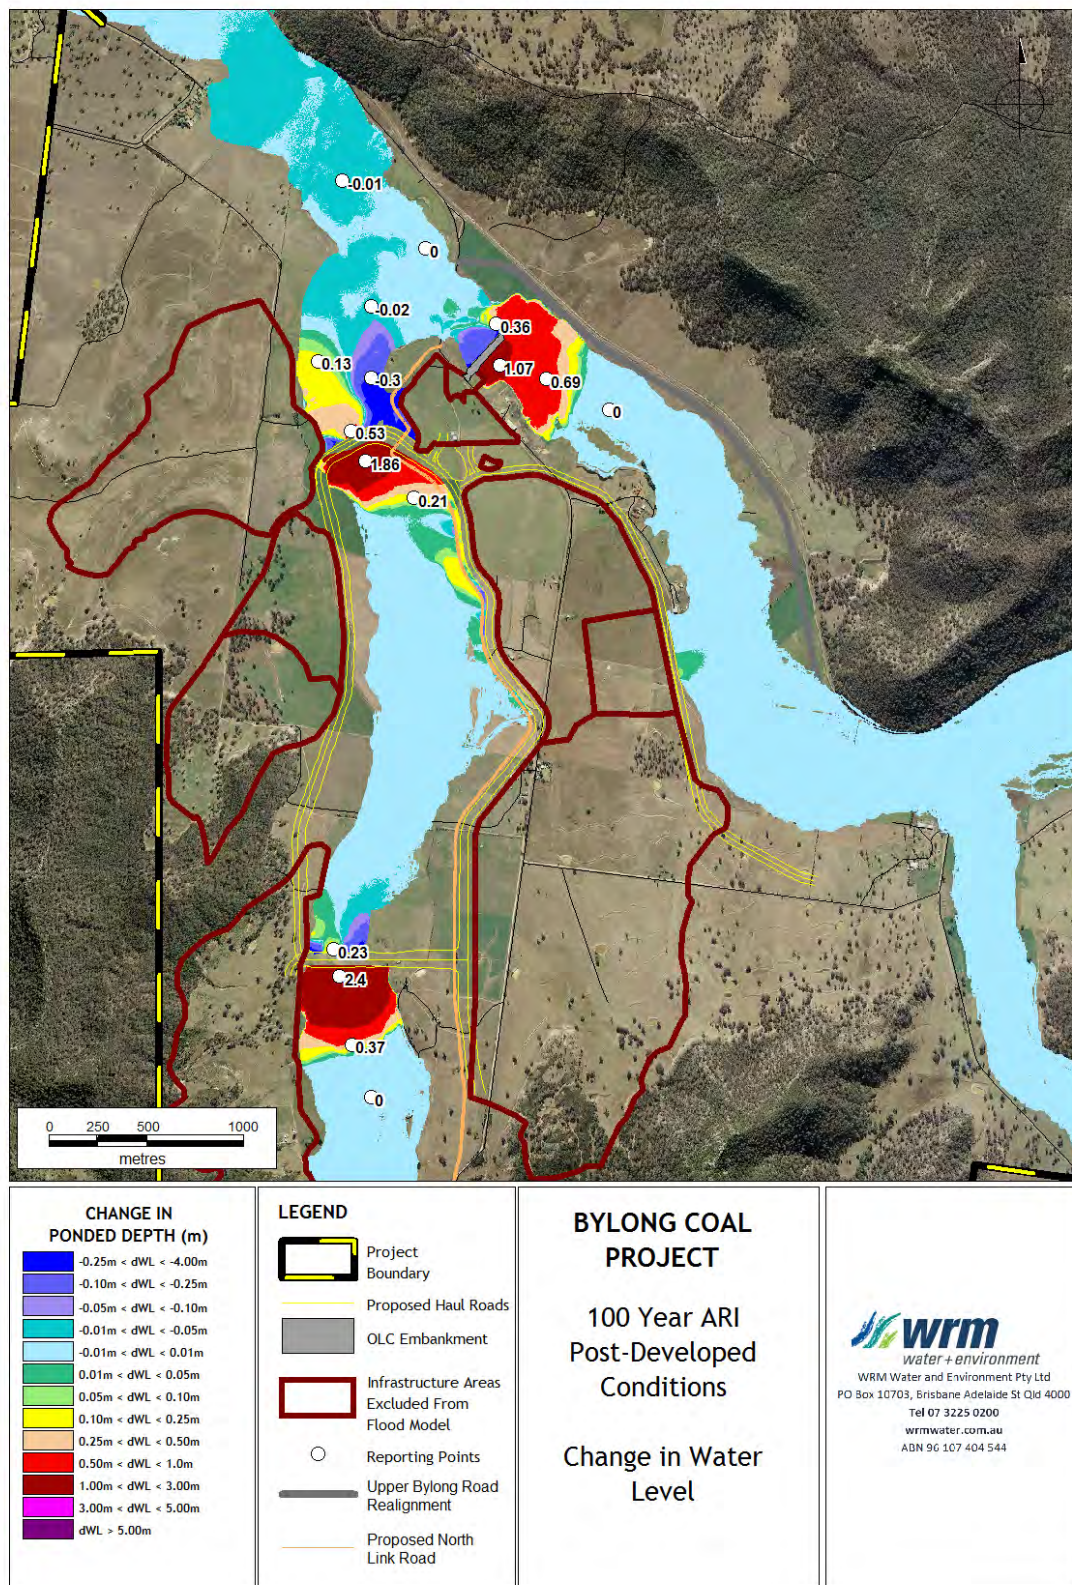 -0.01
0
-0.02
0.36
0.13
1.07
-0.3
0.69
0
0.53
1.86
0.21
0.23
2.4
0.37
0
0 250 500 1000
metres
CHANGE IN
PONDED DEPTH (m)
-0.25m < dWL < -4.00m
-0.10m < dWL < -0.25m
-0.05m < dWL < -0.10m
-0.01m < dWL < -0.05m
-0.01m < dWL < 0.01m
0.01m < dWL < 0.05m
0.05m < dWL < 0.10m
0.10m < dWL < 0.25m
0.25m < dWL < 0.50m
0.50m < dWL < 1.0m
1.00m < dWL < 3.00m
3.00m < dWL < 5.00m
dWL > 5.00m
LEGEND
Project
Boundary
Proposed Haul Roads
OLC Embankment
Infrastructure Areas
Excluded From
Flood Model
Reporting Points
Upper Bylong Road
Realignment
Proposed North
Link Road
BYLONG COAL
PROJECT
100 Year ARI
Post-Developed
Conditions
Change in Water
Level
wrm
water + environment
WRM Water and Environment Pty Ltd
PO Box 10703, Brisbane Adelaide St Qld 4000
Tel 07 3225 0200
wrmwater.com.au
ABN 96 107 404 544